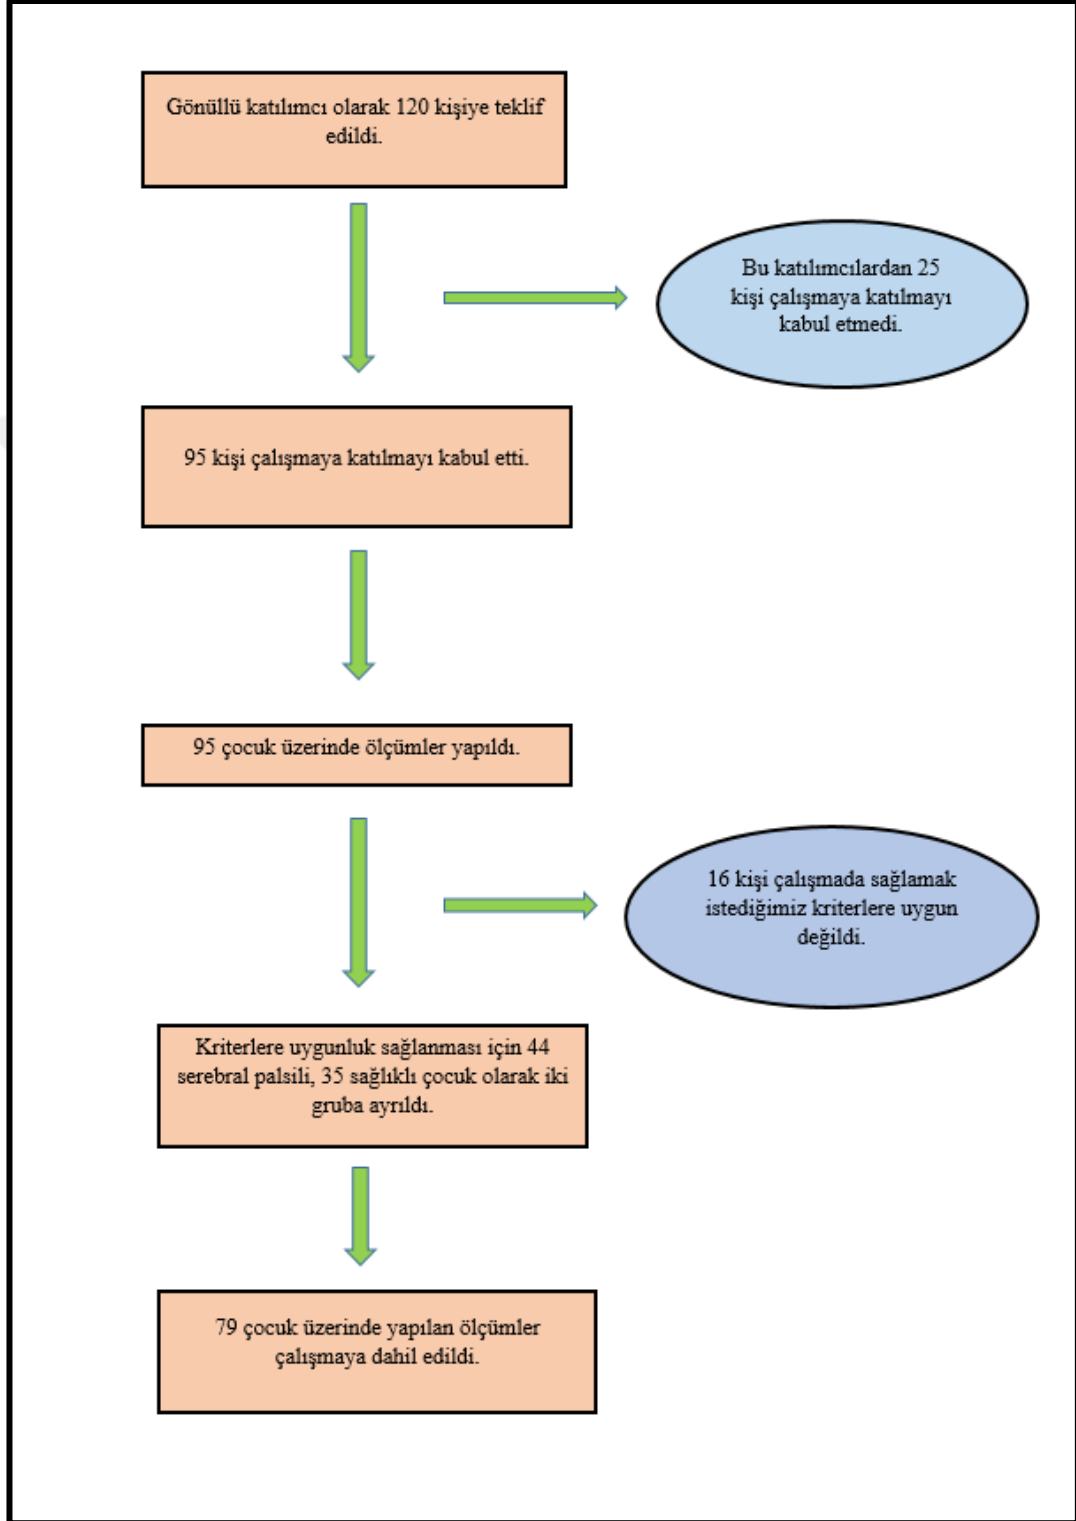 Gönüllü katılımcı olarak 120 kişiye teklif
edildi.
Bu katılımcılardan 25
kişi çalışmaya katılmayı
kabul etmedi.
95 kişi çalışmaya katılmayı kabul etti.
95 çocuk üzerinde ölçümler yapıldı.
16 kişi çalışmada sağlamak
istediğimiz kriterlere uygun
değildi.
Kriterlere uygunluk sağlanması için 44
serebral palsili, 35 sağlıklı çocuk olarak iki
gruba ayrıldı.
79 çocuk üzerinde yapılan ölçümler
çalışmaya dahil edildi.